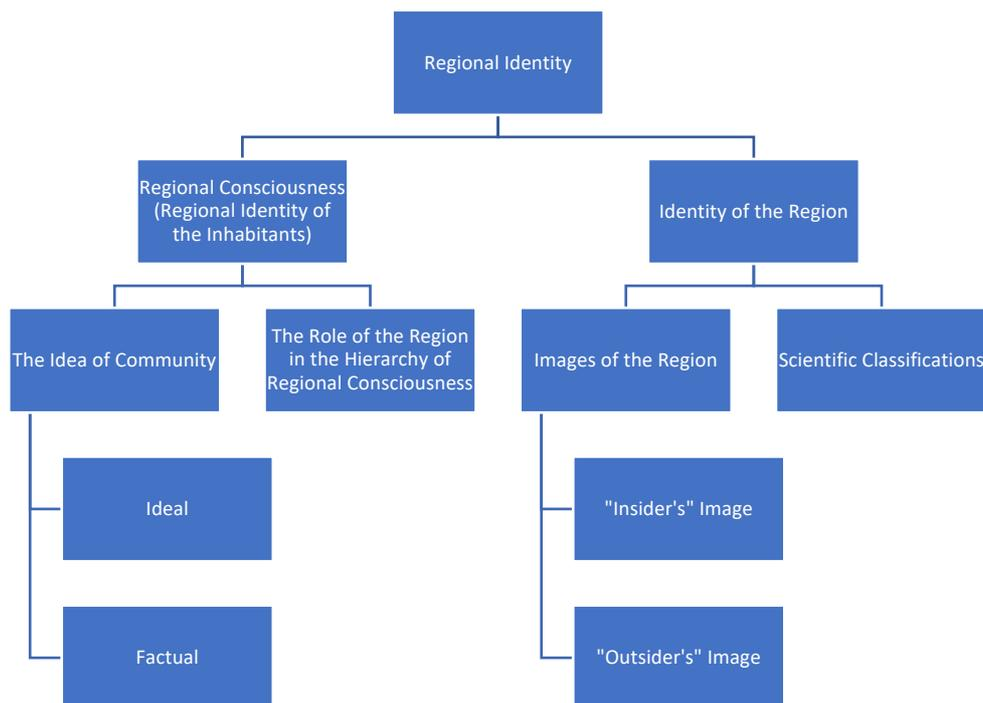 Regional Identity
Regional Consciousness
(Regional Identity of
the Inhabitants)
Identity of the Region
The Idea of Community
The Role of the Region
in the Hierarchy of
Regional Consciousness
Images of the Region
Scientific Classifications
Ideal
"Insider's" Image
Factual
"Outsider's" Image